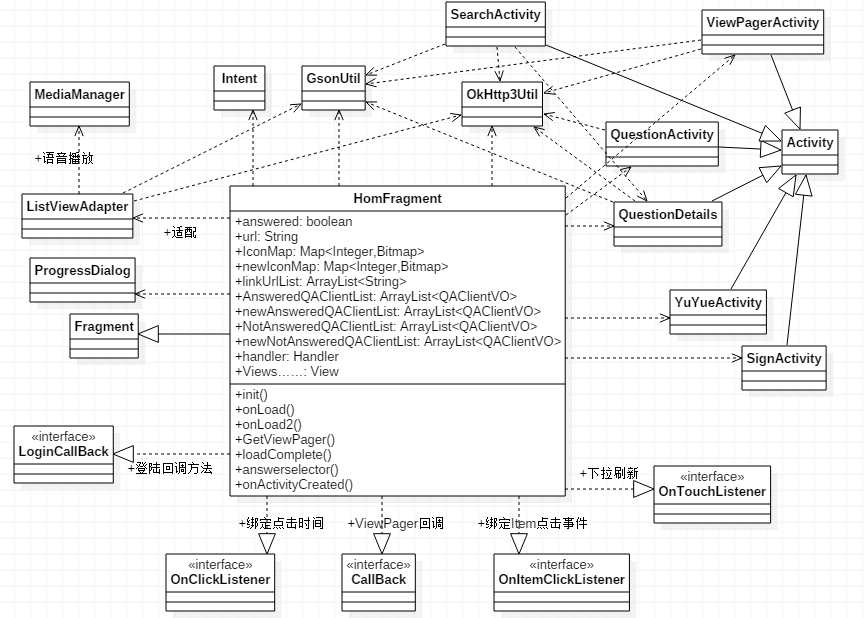 SearchActivity
ViewPagerActivity
Intent
GsonUtil
MediaManager
OkHttp3Util
QuestionActivity
Activity
+语音播放
ListViewAdapter
+适配
QuestionDetails
ProgressDialog
Fragment
YuYueActivity
SignActivity
HomFragment
+answered: boolean
+url: String
+IconMap: Map<Integer,Bitmap>
+newIconMap: Map<Integer,Bitmap>
+linkUrlList: ArrayList<String>
+AnsweredQAClientList: ArrayList<QAClientVO>
+newAnsweredQAClientList: ArrayList<QAClientVO>
+NotAnsweredQAClientList: ArrayList<QAClientVO>
+newNotAnsweredQAClientList: ArrayList<QAClientVO>
+handler: Handler
+Views……: View
+init()
+onLoad()
+onLoad2()
+GetViewPager()
+loadComplete()
+answerselector()
+onActivityCreated()
«interface»
LoginCallBack
+登陆回调方法
+下拉刷新
«interface»
OnTouchListener
+绑定点击时间
+ViewPager回调
+绑定Item点击事件
«interface»
OnClickListener
«interface»
CallBack
«interface»
OnItemClickListener